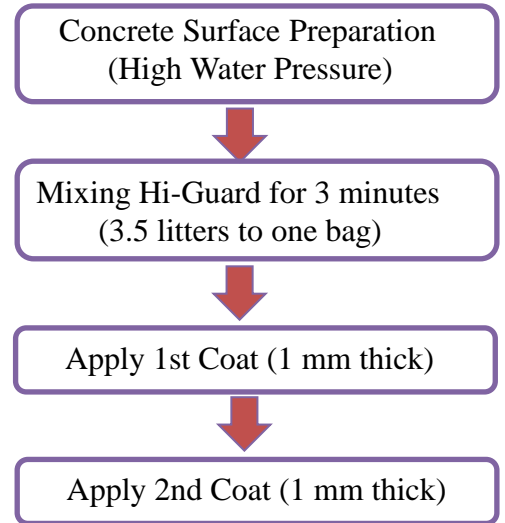 Concrete Surface Preparation
(High Water Pressure)
Mixing Hi-Guard for 3 minutes
(3.5 litters to one bag)
Apply 1st Coat (1 mm thick)
Apply 2nd Coat (1 mm thick)